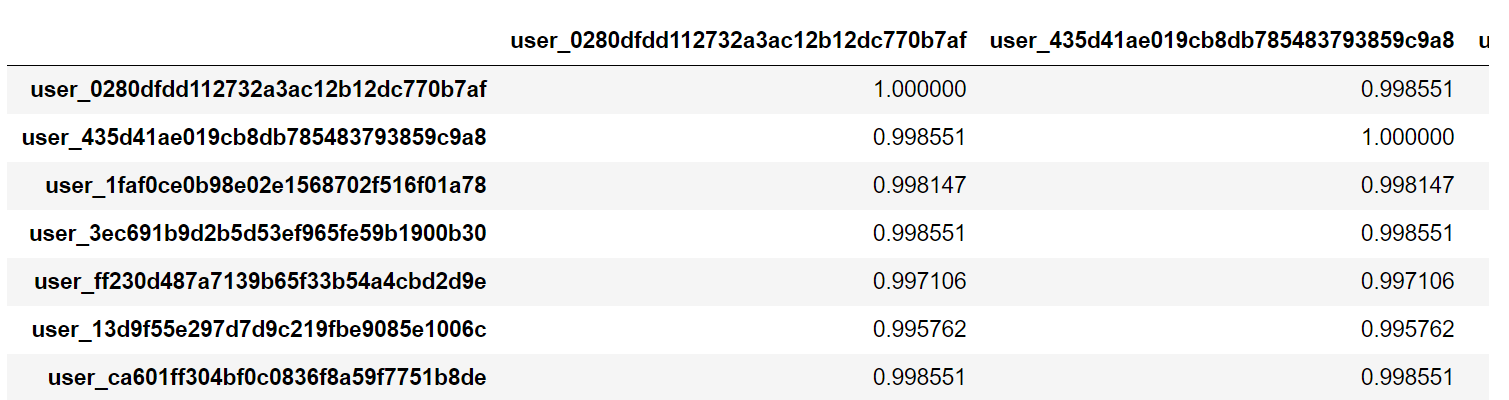 user_0280dfdd112732a3ac12b12dc770b7af user_435d41ae019cb8db785483793859c9a8 u
user_0280dfdd112732a3ac12b12dc770b7af 1.000000 0.998551
user_435d41ae019cb8db785483793859c9a8 0.998551 1.000000
user_1faf0ce0b98e02e1568702f516f01a78 0.998147 0.998147
user_3ec691b9d2b5d53ef965fe59b1900b30 0.998551 0.998551
user_ff230d487a7139b65f33b54a4cbd2d9e 0.997106 0.997106
user_13d9f55e297d7d9c219fbe9085e1006c 0.995762 0.995762
user_ca601ff304bf0c0836f8a59f7751b8de 0.998551 0.998551